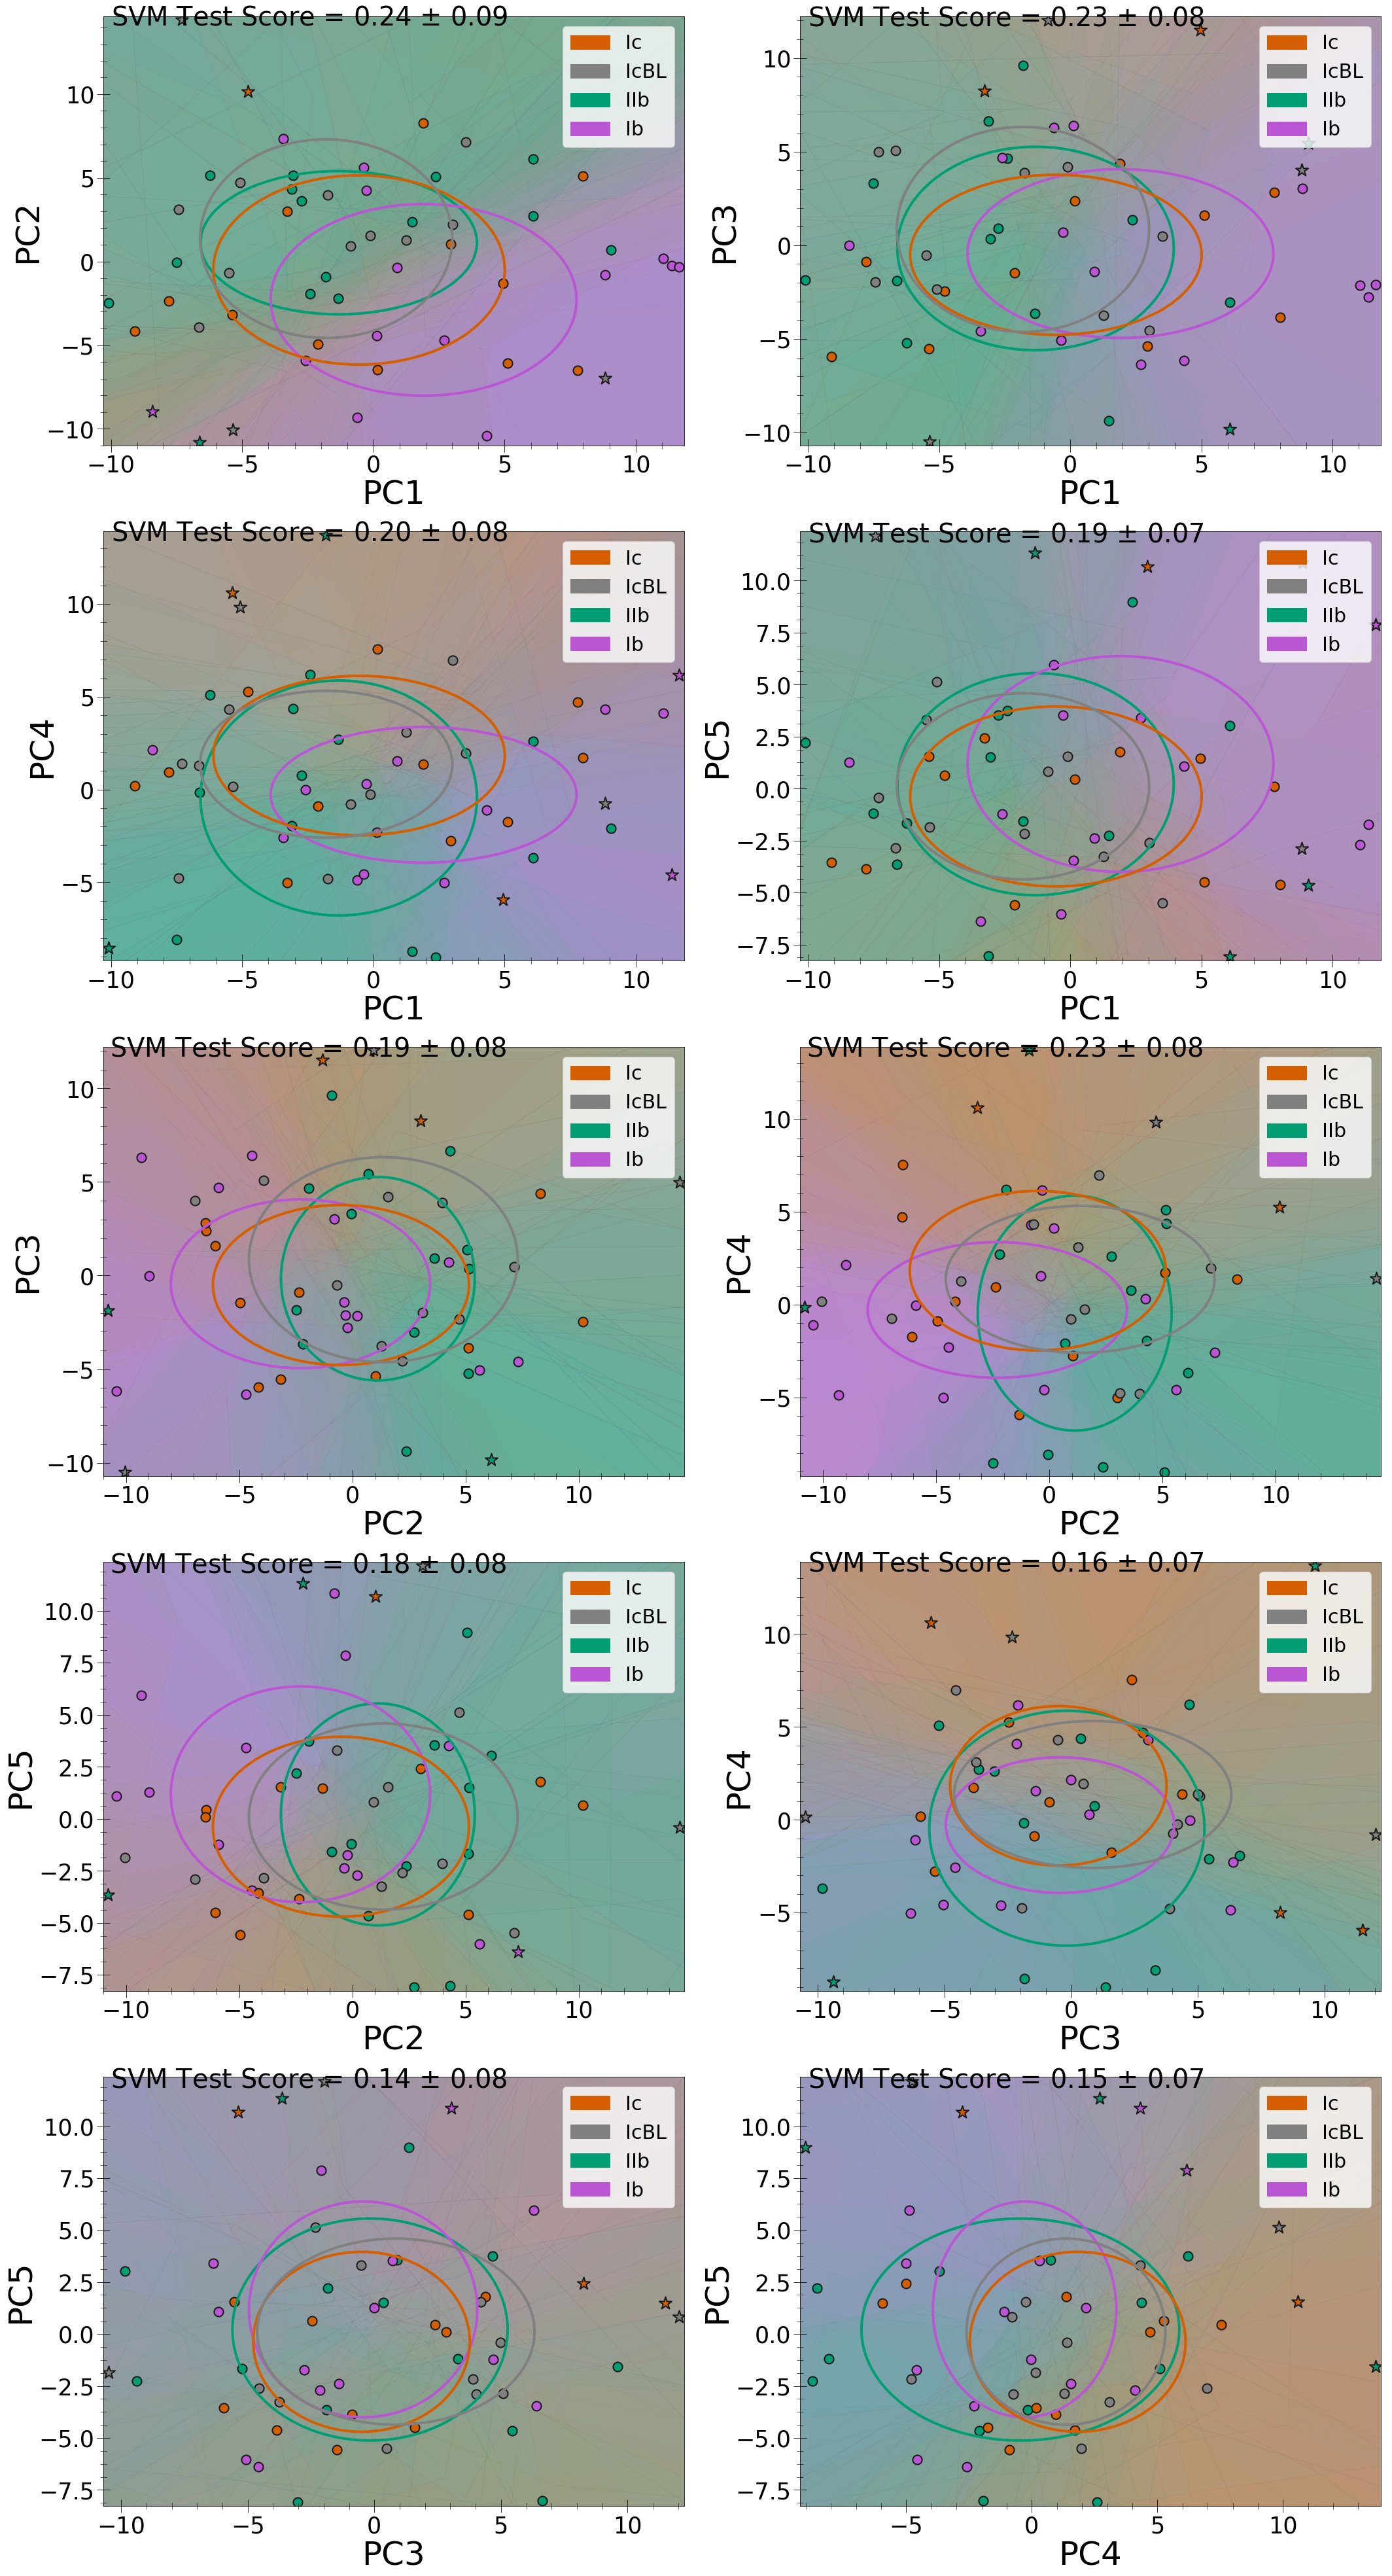 SVM Test Score = 0.24 ± 0.09
Ic
IcBL
IIb
Ib
10
5
0
−5
−10
PC2
−10 −5 0 5 10
PC1
SVM Test Score = 0.23 ± 0.08
Ic
IcBL
IIb
Ib
10
5
0
−5
−10
PC3
−10 −5 0 5 10
PC1
SVM Test Score = 0.20 ± 0.08
Ic
IcBL
IIb
Ib
10
5
0
−5
PC4
−10 −5 0 5 10
PC1
SVM Test Score = 0.19 ± 0.07
Ic
IcBL
IIb
Ib
10.0
7.5
5.0
2.5
0.0
−2.5
−5.0
−7.5
PC5
−10 −5 0 5 10
PC1
SVM Test Score = 0.19 ± 0.08
Ic
IcBL
IIb
Ib
10
5
0
−5
−10
PC3
−10 −5 0 5 10
PC2
SVM Test Score = 0.23 ± 0.08
Ic
IcBL
IIb
Ib
10
5
0
−5
PC4
−10 −5 0 5 10
PC2
SVM Test Score = 0.18 ± 0.08
Ic
IcBL
IIb
Ib
10.0
7.5
5.0
2.5
0.0
−2.5
−5.0
−7.5
PC5
−10 −5 0 5 10
PC2
SVM Test Score = 0.16 ± 0.07
Ic
IcBL
IIb
Ib
10
5
0
−5
PC4
−10 −5 0 5 10
PC3
SVM Test Score = 0.14 ± 0.08
Ic
IcBL
IIb
Ib
10.0
7.5
5.0
2.5
0.0
−2.5
−5.0
−7.5
PC5
−10 −5 0 5 10
PC3
SVM Test Score = 0.15 ± 0.07
Ic
IcBL
IIb
Ib
10.0
7.5
5.0
2.5
0.0
−2.5
−5.0
−7.5
PC5
−5 0 5 10
PC4